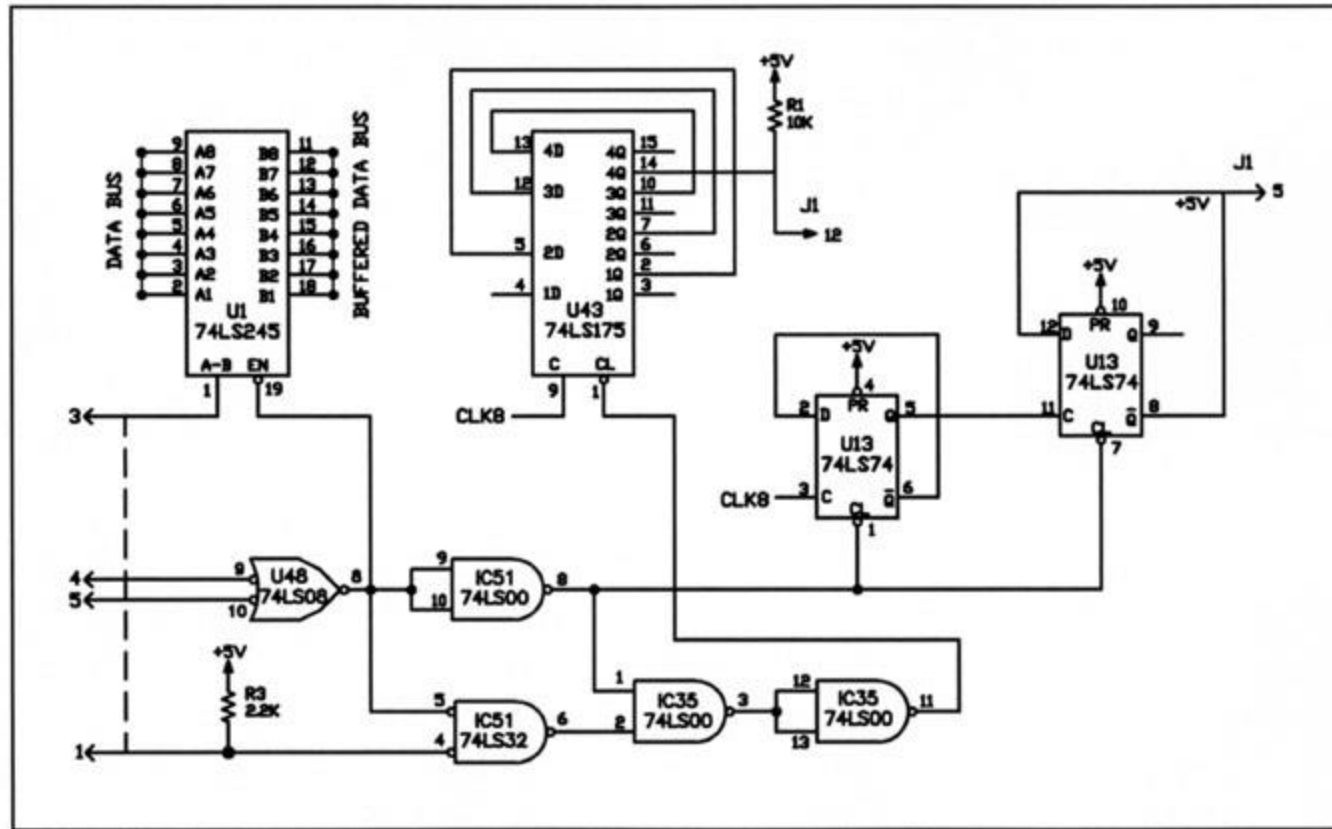 +5V
R1
10K
J1
12
DATA BUS
9 A8 B8 11
8 A7 B7 12
7 A6 B6 13
6 A5 B5 14
5 A4 B4 15
4 A3 B3 16
3 A2 B2 17
2 A1 B1 18
U1
74LS245
A-B EN
1 19
BUFFERED DATA BUS
13 4D 4Q 15
4Q 14
12 3D 3Q 10
3Q 11
2Q 7
5 2D 2Q 6
1Q 2
4 1D 1Q 3
U43
74LS175
C CL
9 1
CLK8
J1
5
+5V
+5V
10
12 D PR Q 9
U13
74LS74
11 C Q̅ 8
CL
7
+5V
4
2 D PR Q 5
U13
74LS74
CLK8 3 C Q̅ 6
CL
1
3
4
5
9
10
U48
74LS08
8
9
10
IC51
74LS00
8
+5V
R3
2.2K
1
5
4
IC51
74LS32
6
1
2
IC35
74LS00
3
12
13
IC35
74LS00
11